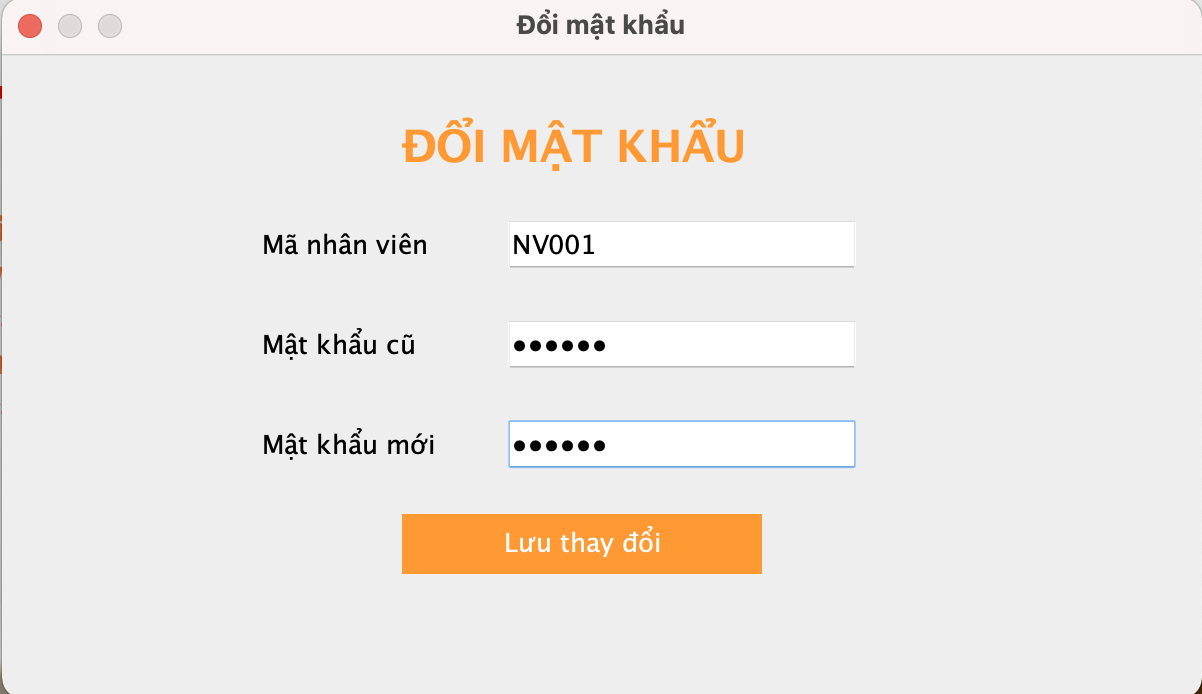 Đổi mật khẩu
ĐỔI MẬT KHẨU
Mã nhân viên NV001
Mật khẩu cũ ••••••
Mật khẩu mới ••••••
Lưu thay đổi